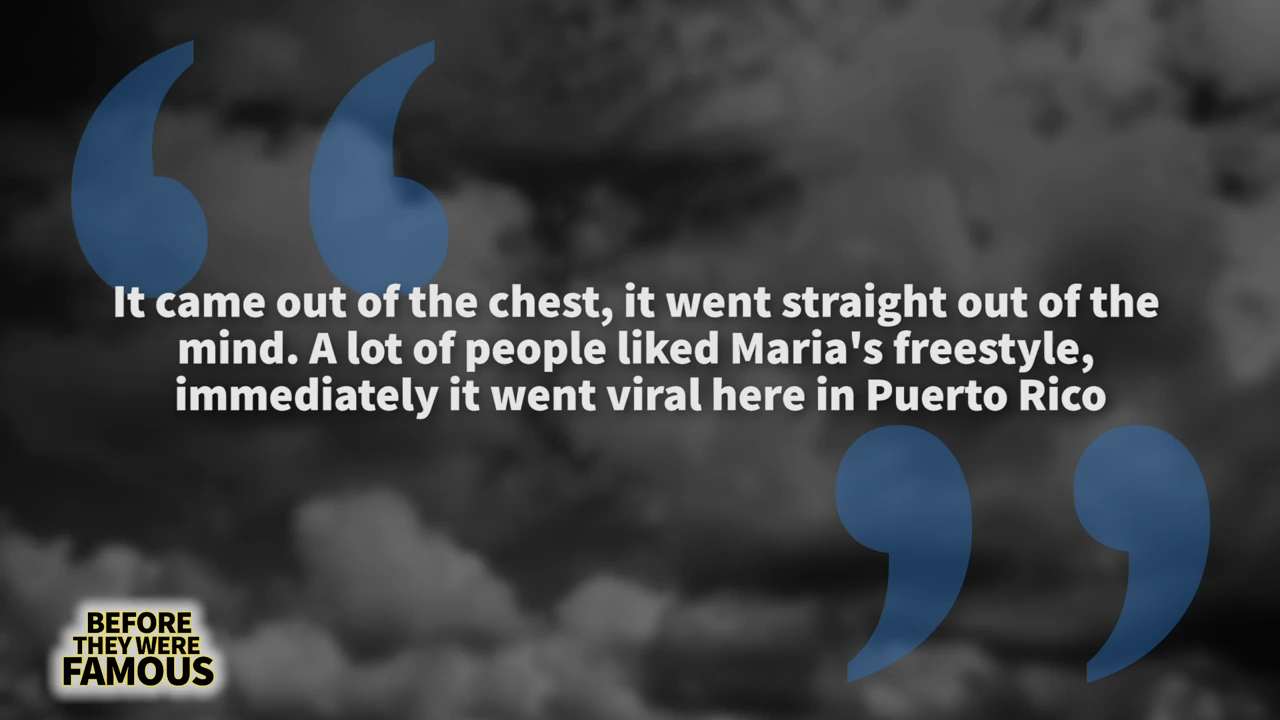 It came out of the chest, it went straight out of the
mind. A lot of people liked Maria's freestyle,
immediately it went viral here in Puerto Rico
BEFORE
THEY WERE
FAMOUS